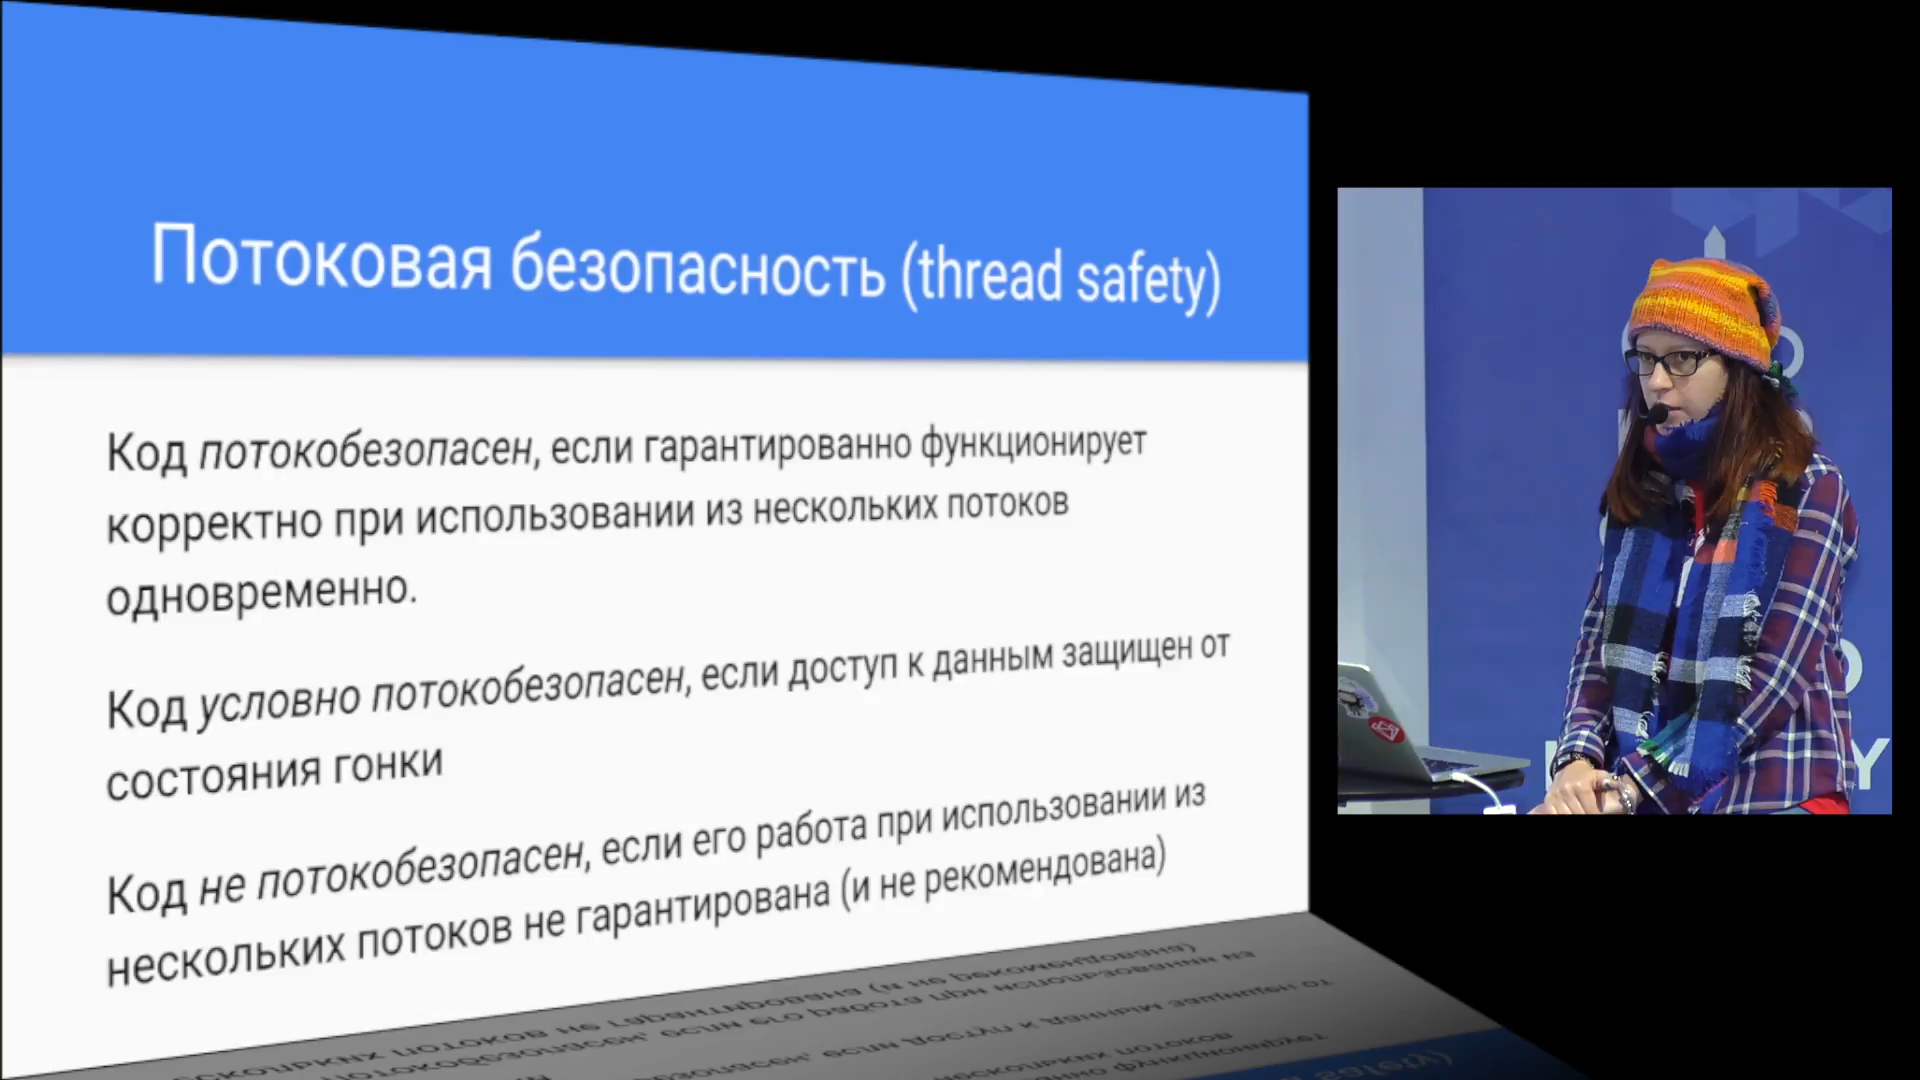 Потоковая безопасность (thread safety)
Код потокобезопасен, если гарантированно функционирует
корректно при использовании из нескольких потоков
одновременно.
Код условно потокобезопасен, если доступ к данным защищен от
состояния гонки
Код не потокобезопасен, если его работа при использовании из
нескольких потоков не гарантирована (и не рекомендована)